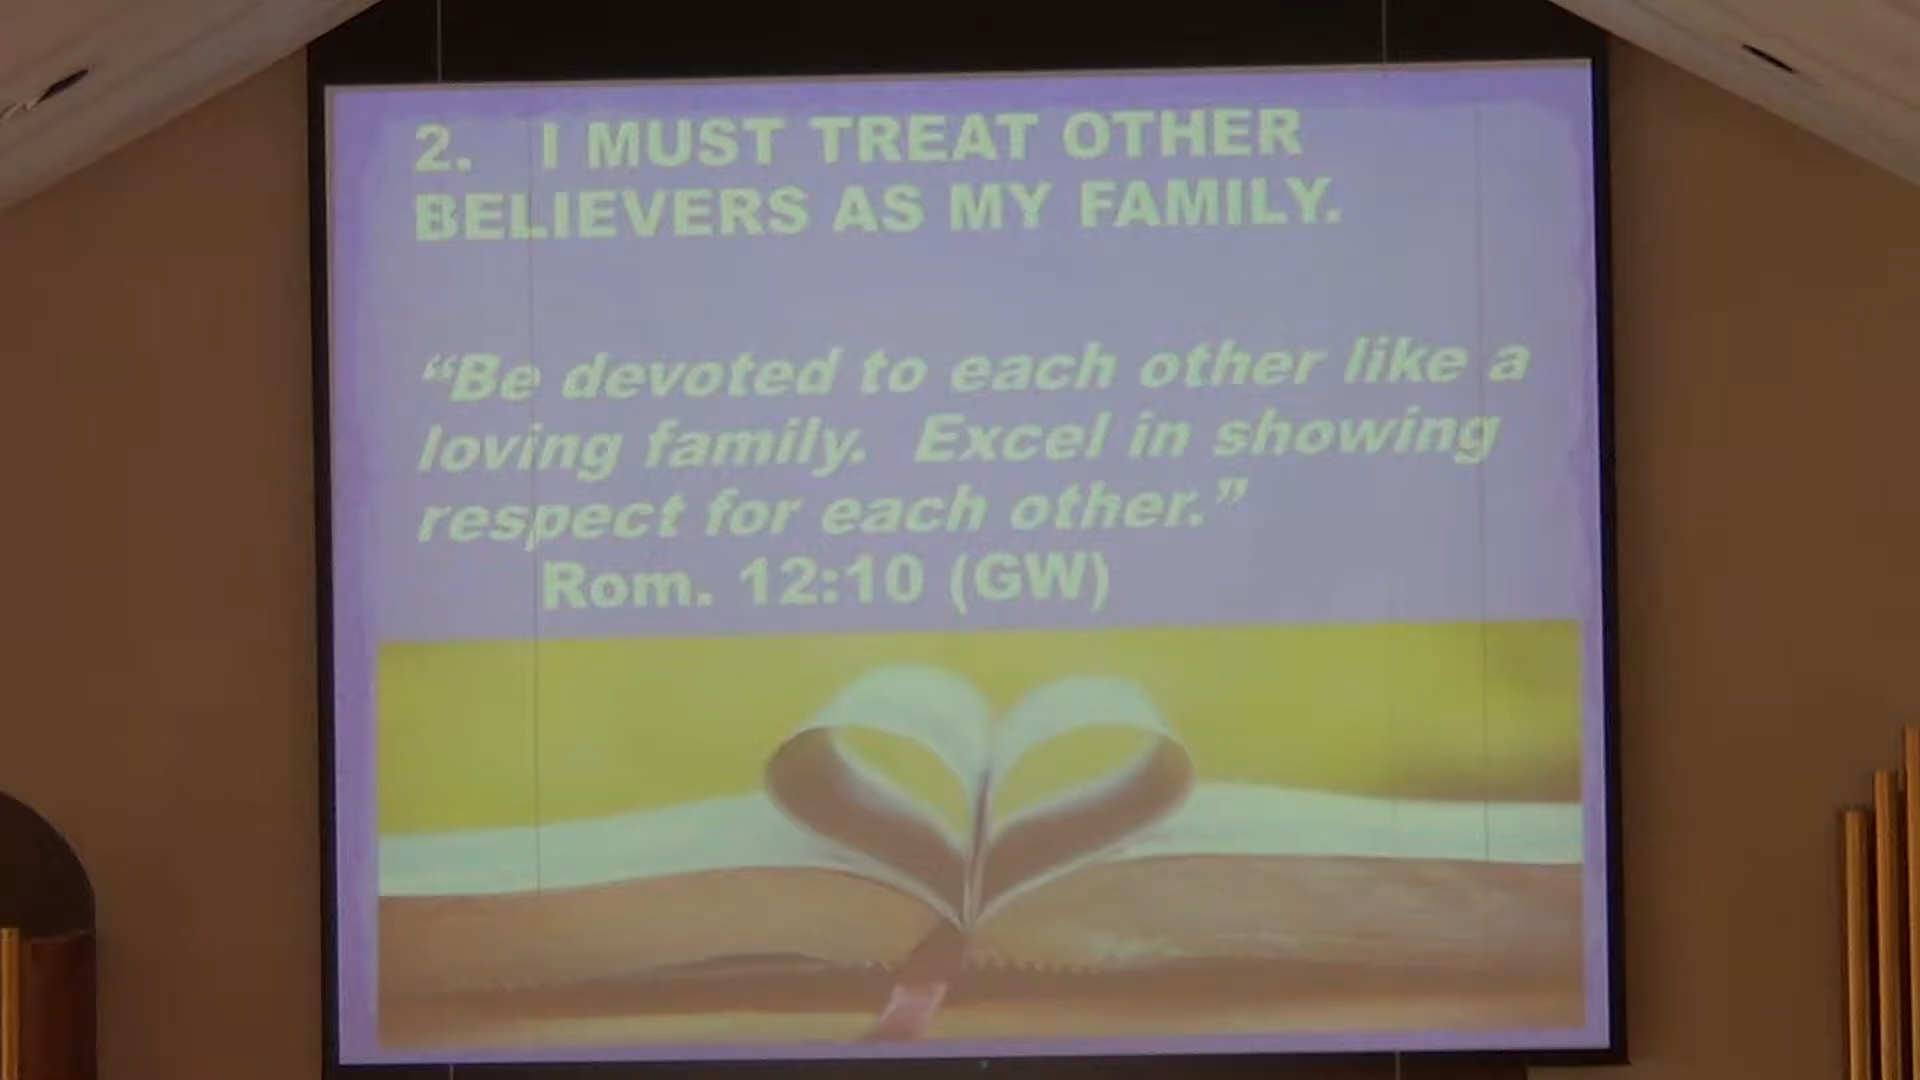 2. I MUST TREAT OTHER
BELIEVERS AS MY FAMILY.
“Be devoted to each other like a
loving family. Excel in showing
respect for each other.”
Rom. 12:10 (GW)